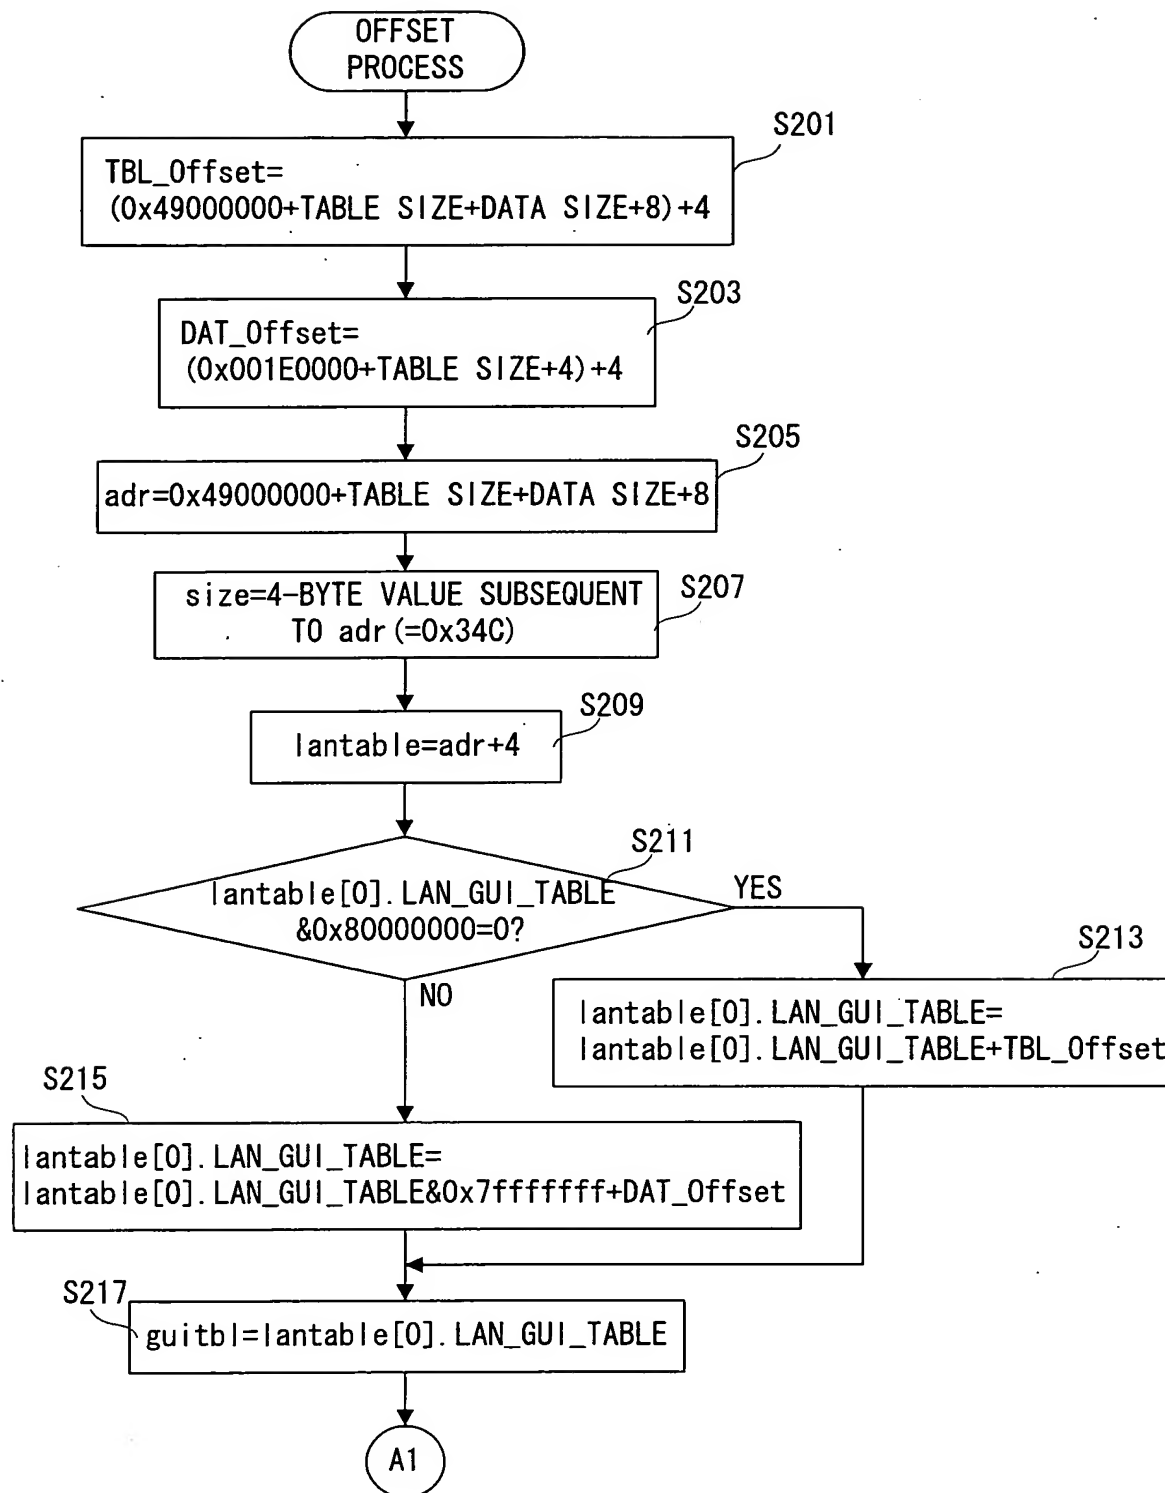 OFFSET
PROCESS
S201
TBL_Offset=
(0x49000000+TABLE SIZE+DATA SIZE+8)+4
S203
DAT_Offset=
(0x001E0000+TABLE SIZE+4)+4
S205
adr=0x49000000+TABLE SIZE+DATA SIZE+8
S207
size=4-BYTE VALUE SUBSEQUENT
TO adr(=0x34C)
S209
lantable=adr+4
S211
lantable[0].LAN_GUI_TABLE
&0x80000000=0?
YES
NO
S213
lantable[0].LAN_GUI_TABLE=
lantable[0].LAN_GUI_TABLE+TBL_Offset
S215
lantable[0].LAN_GUI_TABLE=
lantable[0].LAN_GUI_TABLE&0x7fffffff+DAT_Offset
S217
guitbl=lantable[0].LAN_GUI_TABLE
A1